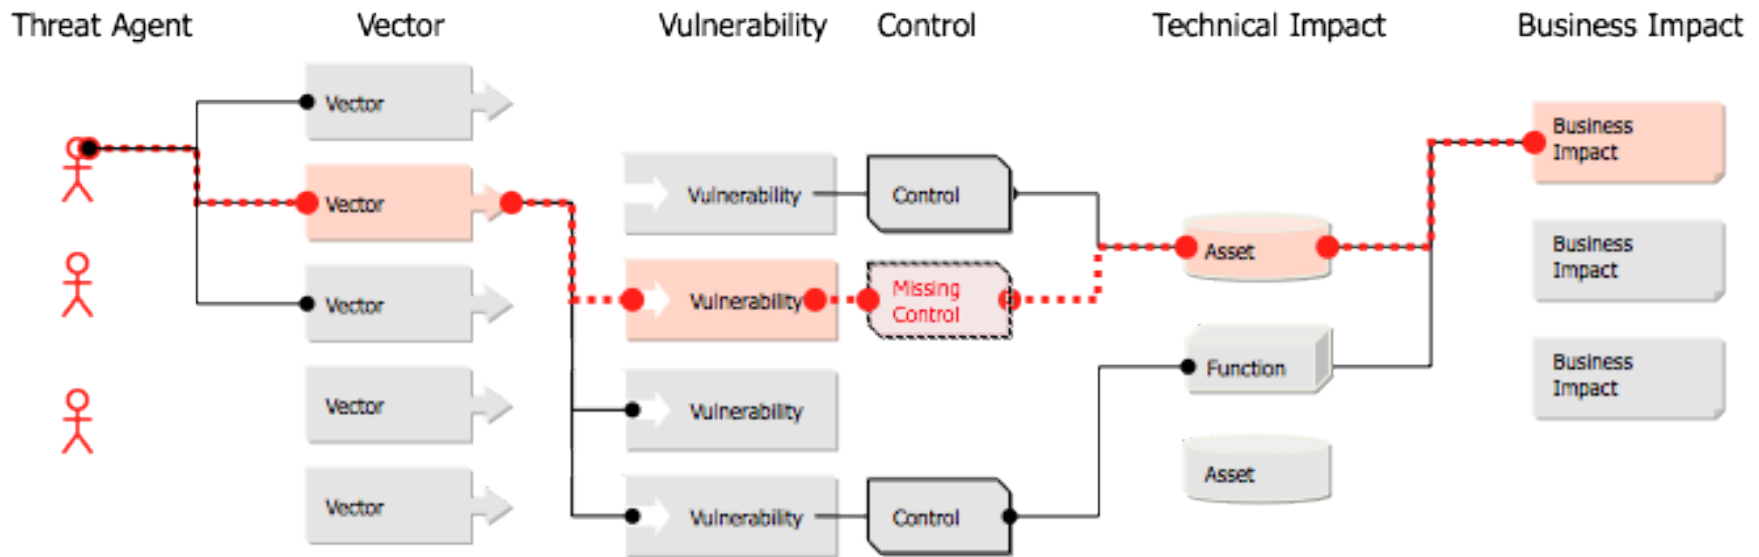 Threat Agent
Vector
Vulnerability
Control
Technical Impact
Business Impact
Vector
Vector
Vector
Vector
Vector
Vulnerability
Vulnerability
Vulnerability
Vulnerability
Control
Missing
Control
Control
Asset
Function
Asset
Business
Impact
Business
Impact
Business
Impact